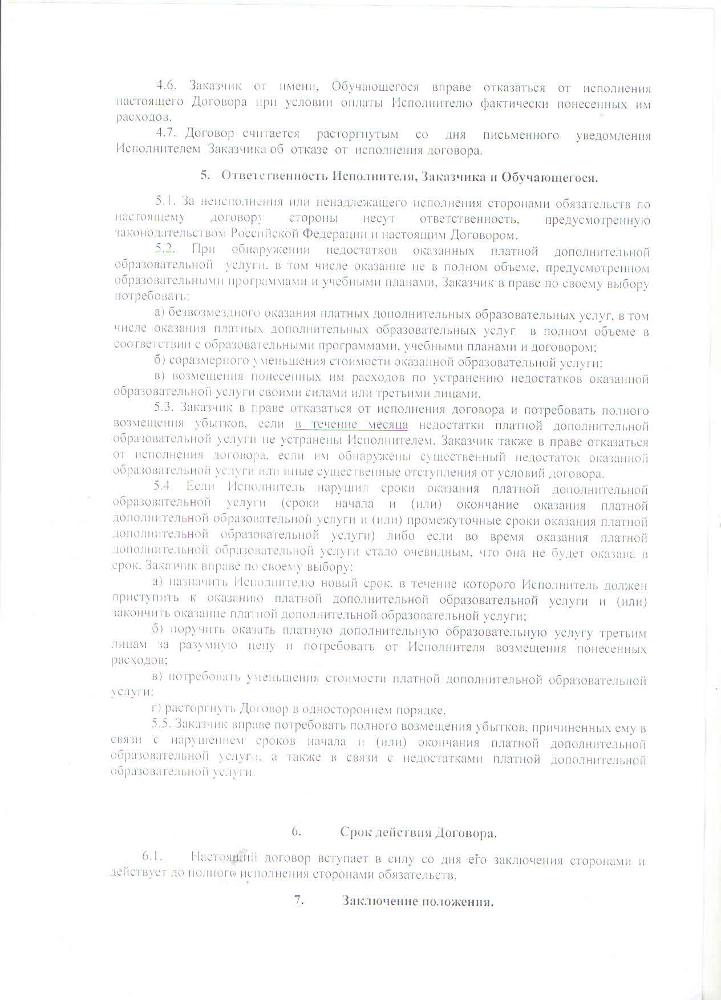 4.6. Заказчик от имени, Обучающегося вправе отказаться от исполнения
настоящего Договора при условии оплаты Исполнителю фактически понесенных им
расходов.
4.7. Договор считается расторгнутым со дня письменного уведомления
Исполнителем Заказчика об отказе от исполнения договора.
5. Ответственность Исполнителя, Заказчика и Обучающегося.
5.1. За неисполнения или ненадлежащего исполнения сторонами обязательств по
настоящему договору стороны несут ответственность, предусмотренную
законодательством Российской Федерации и настоящим Договором.
5.2. При обнаружении недостатков оказанных платной дополнительной
образовательной услуги, в том числе оказание не в полном объеме, предусмотренном
образовательными программами и учебными планами, Заказчик в праве по своему выбору
потребовать:
а) безвозмездного оказания платных дополнительных образовательных услуг, в том
числе оказания платных дополнительных образовательных услуг в полном объеме в
соответствии с образовательными программами, учебными планами и договором;
б) соразмерного уменьшения стоимости оказанной образовательной услуги;
в) возмещения понесенных им расходов по устранению недостатков оказанной
образовательной услуги своими силами или третьими лицами.
5.3. Заказчик в праве отказаться от исполнения договора и потребовать полного
возмещения убытков, если в течение месяца недостатки платной дополнительной
образовательной услуги не устранены Исполнителем. Заказчик также в праве отказаться
от исполнения договора, если им обнаружены существенный недостаток оказанной
образовательной услуги или иные существенные отступления от условий договора.
5.4. Если Исполнитель нарушил сроки оказания платной дополнительной
образовательной услуги (сроки начала и (или) окончание оказания платной
дополнительной образовательной услуги и (или) промежуточные сроки оказания платной
дополнительной образовательной услуги) либо если во время оказания платной
дополнительной образовательной услуги стало очевидным, что она не будет оказана в
срок, Заказчик вправе по своему выбору:
а) назначить Исполнителю новый срок, в течение которого Исполнитель должен
приступить к оказанию платной дополнительной образовательной услуги и (или)
закончить оказание платной дополнительной образовательной услуги;
б) поручить оказать платную дополнительную образовательную услугу третьим
лицам за разумную цену и потребовать от Исполнителя возмещения понесенных
расходов;
в) потребовать уменьшения стоимости платной дополнительной образовательной
услуги;
г) расторгнуть Договор в одностороннем порядке.
5.5. Заказчик вправе потребовать полного возмещения убытков, причиненных ему в
связи с нарушением сроков начала и (или) окончания платной дополнительной
образовательной услуги, а также в связи с недостатками платной дополнительной
образовательной услуги.
6. Срок действия Договора.
6.1. Настоящий договор вступает в силу со дня его заключения сторонами и
действует до полного исполнения сторонами обязательств.
7. Заключение положения.